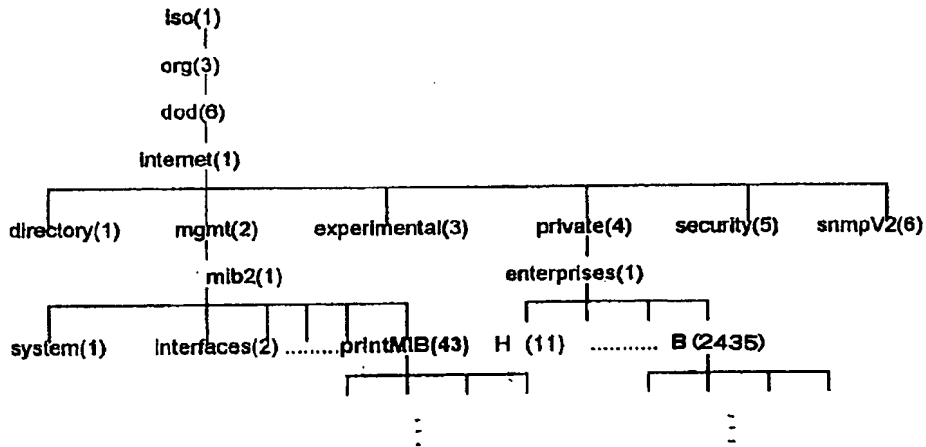 iso(1)
org(3)
dod(6)
internet(1)
directory(1) mgmt(2) experimental(3) private(4) security(5) snmpV2(6)
mib2(1) enterprises(1)
system(1) interfaces(2) ......... printMIB(43) H (11) ........... B (2435)